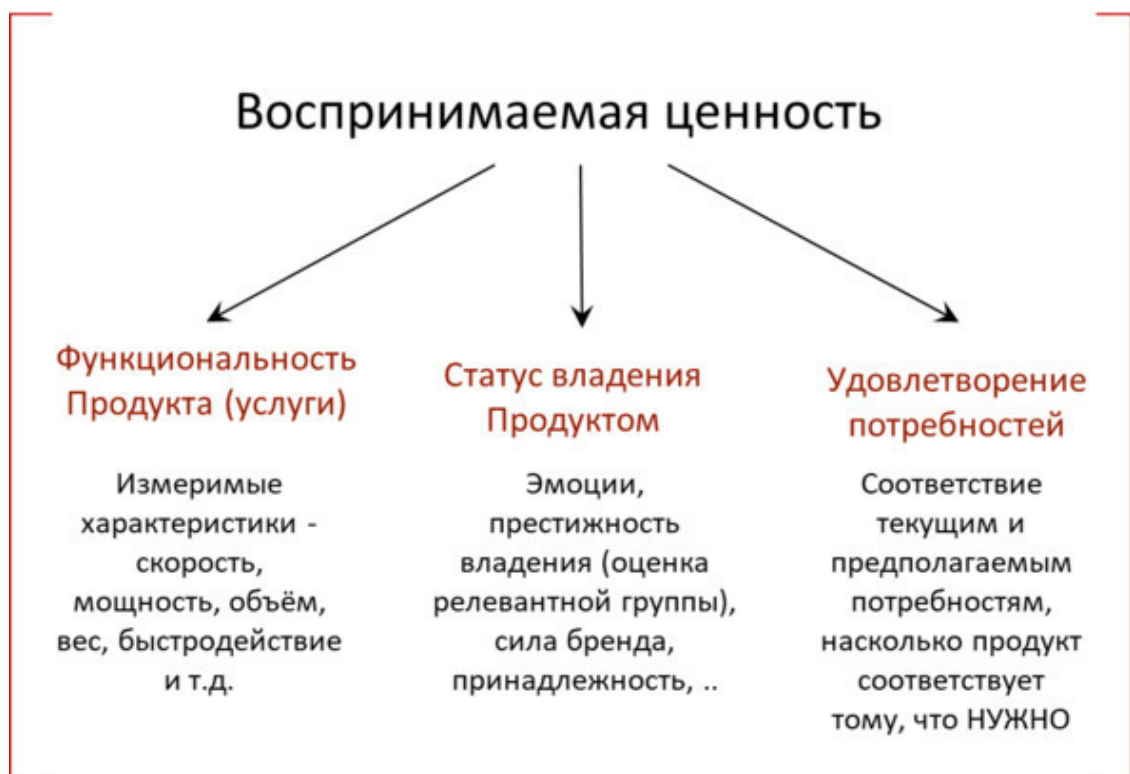 Воспринимаемая ценность
Функциональность
Продукта (услуги)
Измеримые
характеристики -
скорость,
мощность, объём,
вес, быстродействие
и т.д.
Статус владения
Продуктом
Эмоции,
престижность
владения (оценка
релевантной группы),
сила бренда,
принадлежность, ..
Удовлетворение
потребностей
Соответствие
текущим и
предполагаемым
потребностям,
насколько продукт
соответствует
тому, что НУЖНО